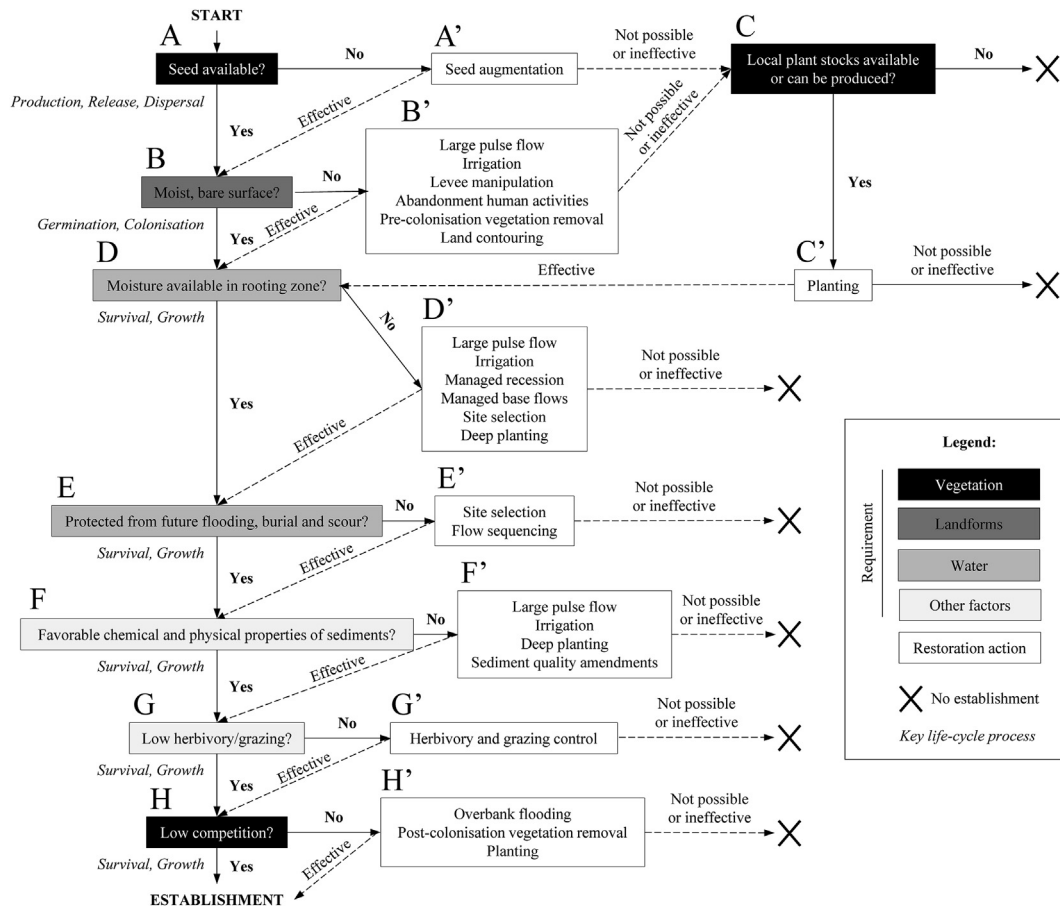 START
A
Seed available?
No
A’
Seed augmentation
Not possible
or ineffective
C
Local plant stocks available
or can be produced?
No
Production, Release, Dispersal
Yes
Effective
B
Moist, bare surface?
No
B’
Large pulse flow
Irrigation
Levee manipulation
Abandonment human activities
Pre-colonisation vegetation removal
Land contouring
Not possible
or ineffective
Yes
Germination, Colonisation
Yes
Effective
D
Moisture available in rooting zone?
Effective
C’
Planting
Not possible
or ineffective
Survival, Growth
No
D’
Large pulse flow
Irrigation
Managed recession
Managed base flows
Site selection
Deep planting
Not possible
or ineffective
Yes
Effective
E
Protected from future flooding, burial and scour?
No
E’
Site selection
Flow sequencing
Not possible
or ineffective
Survival, Growth
Yes
Effective
F
Favorable chemical and physical properties of sediments?
No
F’
Large pulse flow
Irrigation
Deep planting
Sediment quality amendments
Not possible
or ineffective
Survival, Growth
Yes
Effective
G
Low herbivory/grazing?
No
G’
Herbivory and grazing control
Not possible
or ineffective
Survival, Growth
Yes
Effective
H
Low competition?
No
H’
Overbank flooding
Post-colonisation vegetation removal
Planting
Not possible
or ineffective
Survival, Growth
Yes
Effective
ESTABLISHMENT
Legend:
Requirement
Vegetation
Landforms
Water
Other factors
Restoration action
No establishment
Key life-cycle process